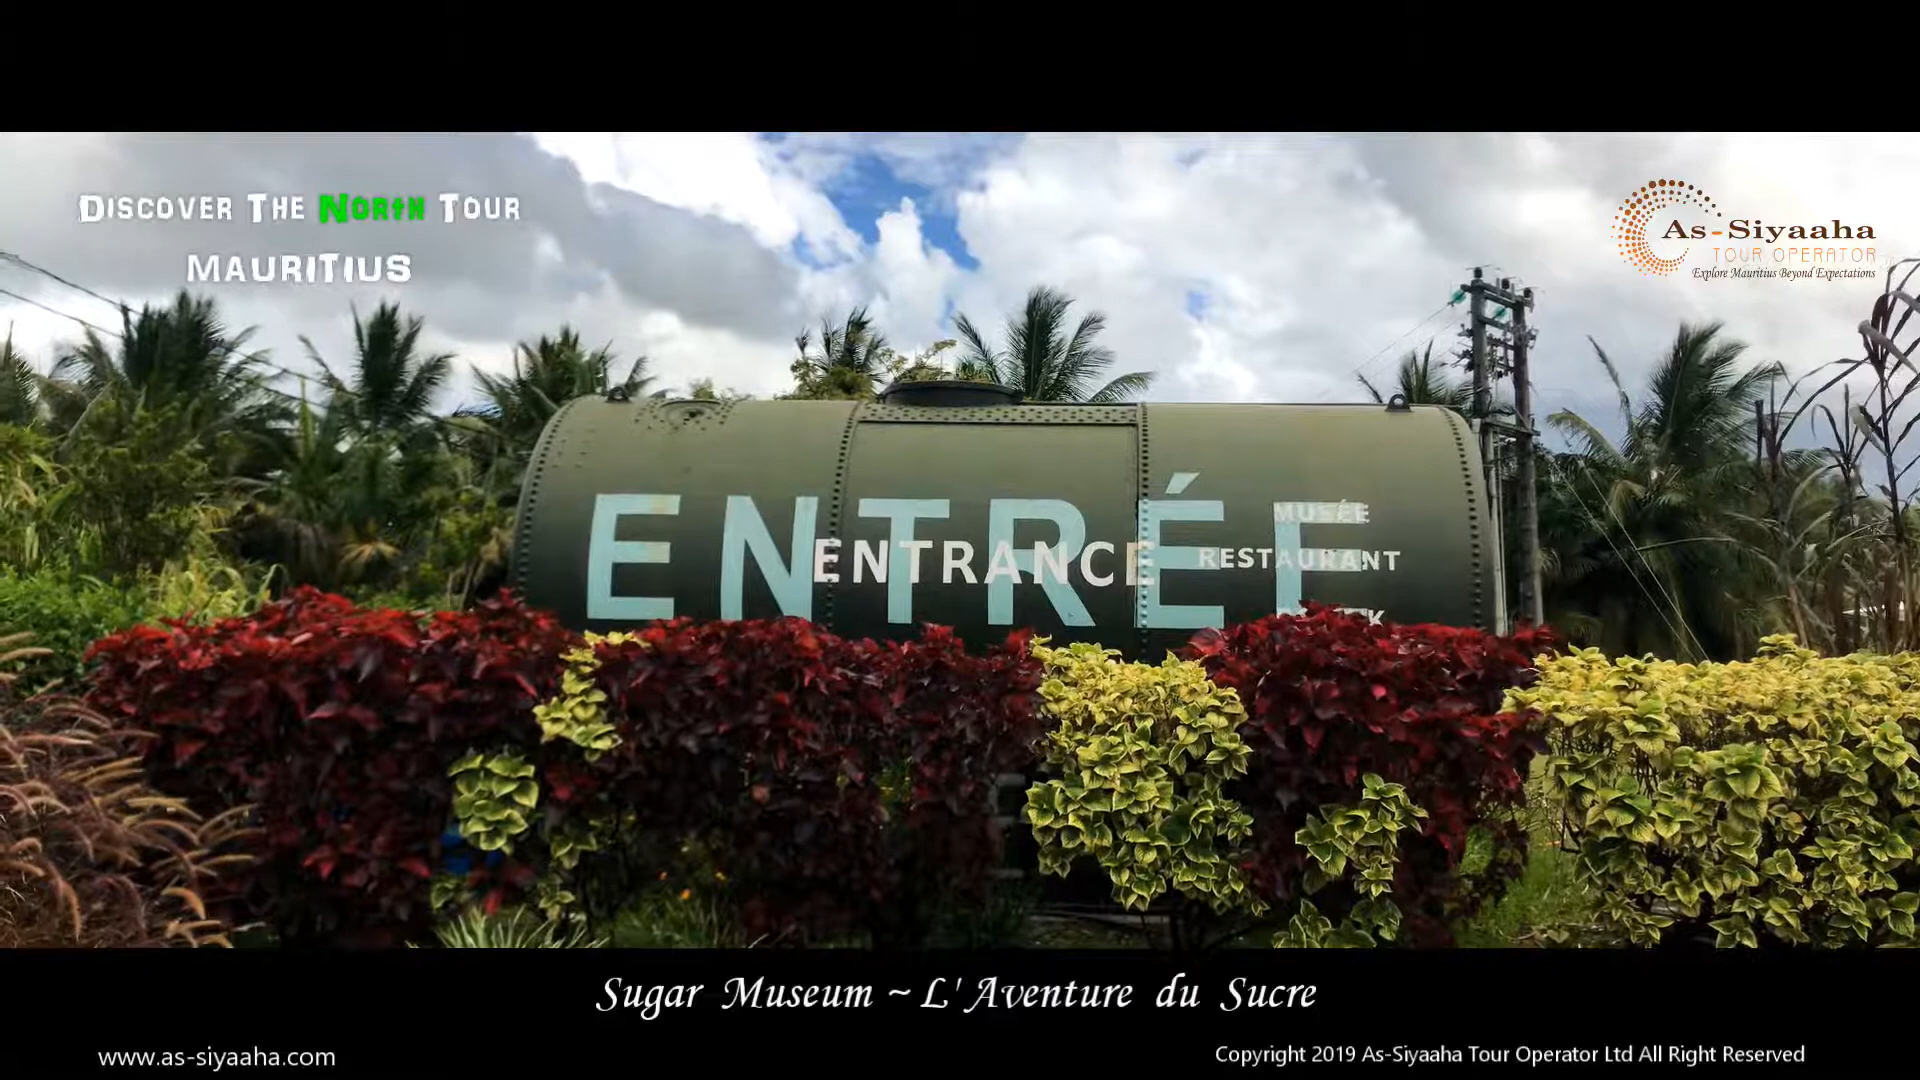 Discover The North Tour
MAURITIUS
As-Siyaaha
TOUR OPERATOR
Explore Mauritius Beyond Expectations
ENTRÉE
ENTRANCE
MUSÉE
RESTAURANT
Sugar Museum ~ L'Aventure du Sucre
www.as-siyaaha.com
Copyright 2019 As-Siyaaha Tour Operator Ltd All Right Reserved